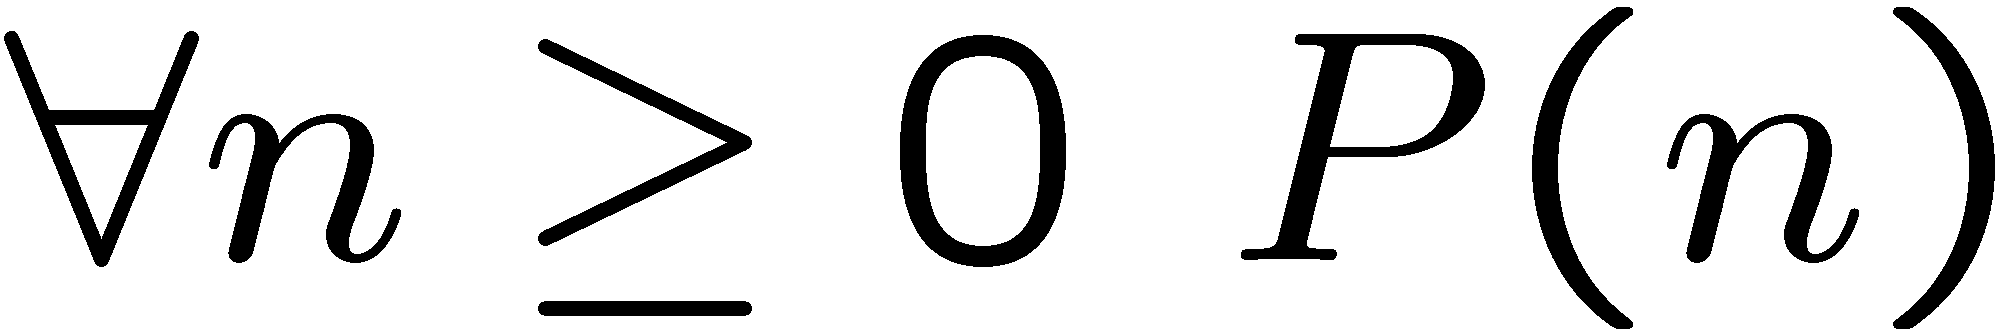 ∀n ≥ 0 P(n)